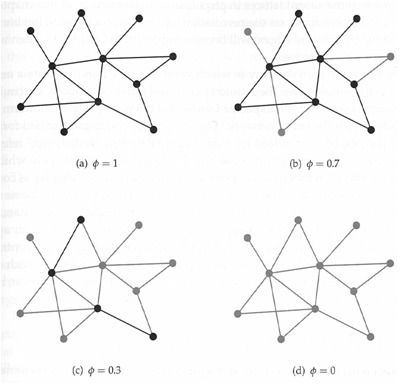 (a) ϕ = 1
(b) ϕ = 0.7
(c) ϕ = 0.3
(d) ϕ = 0